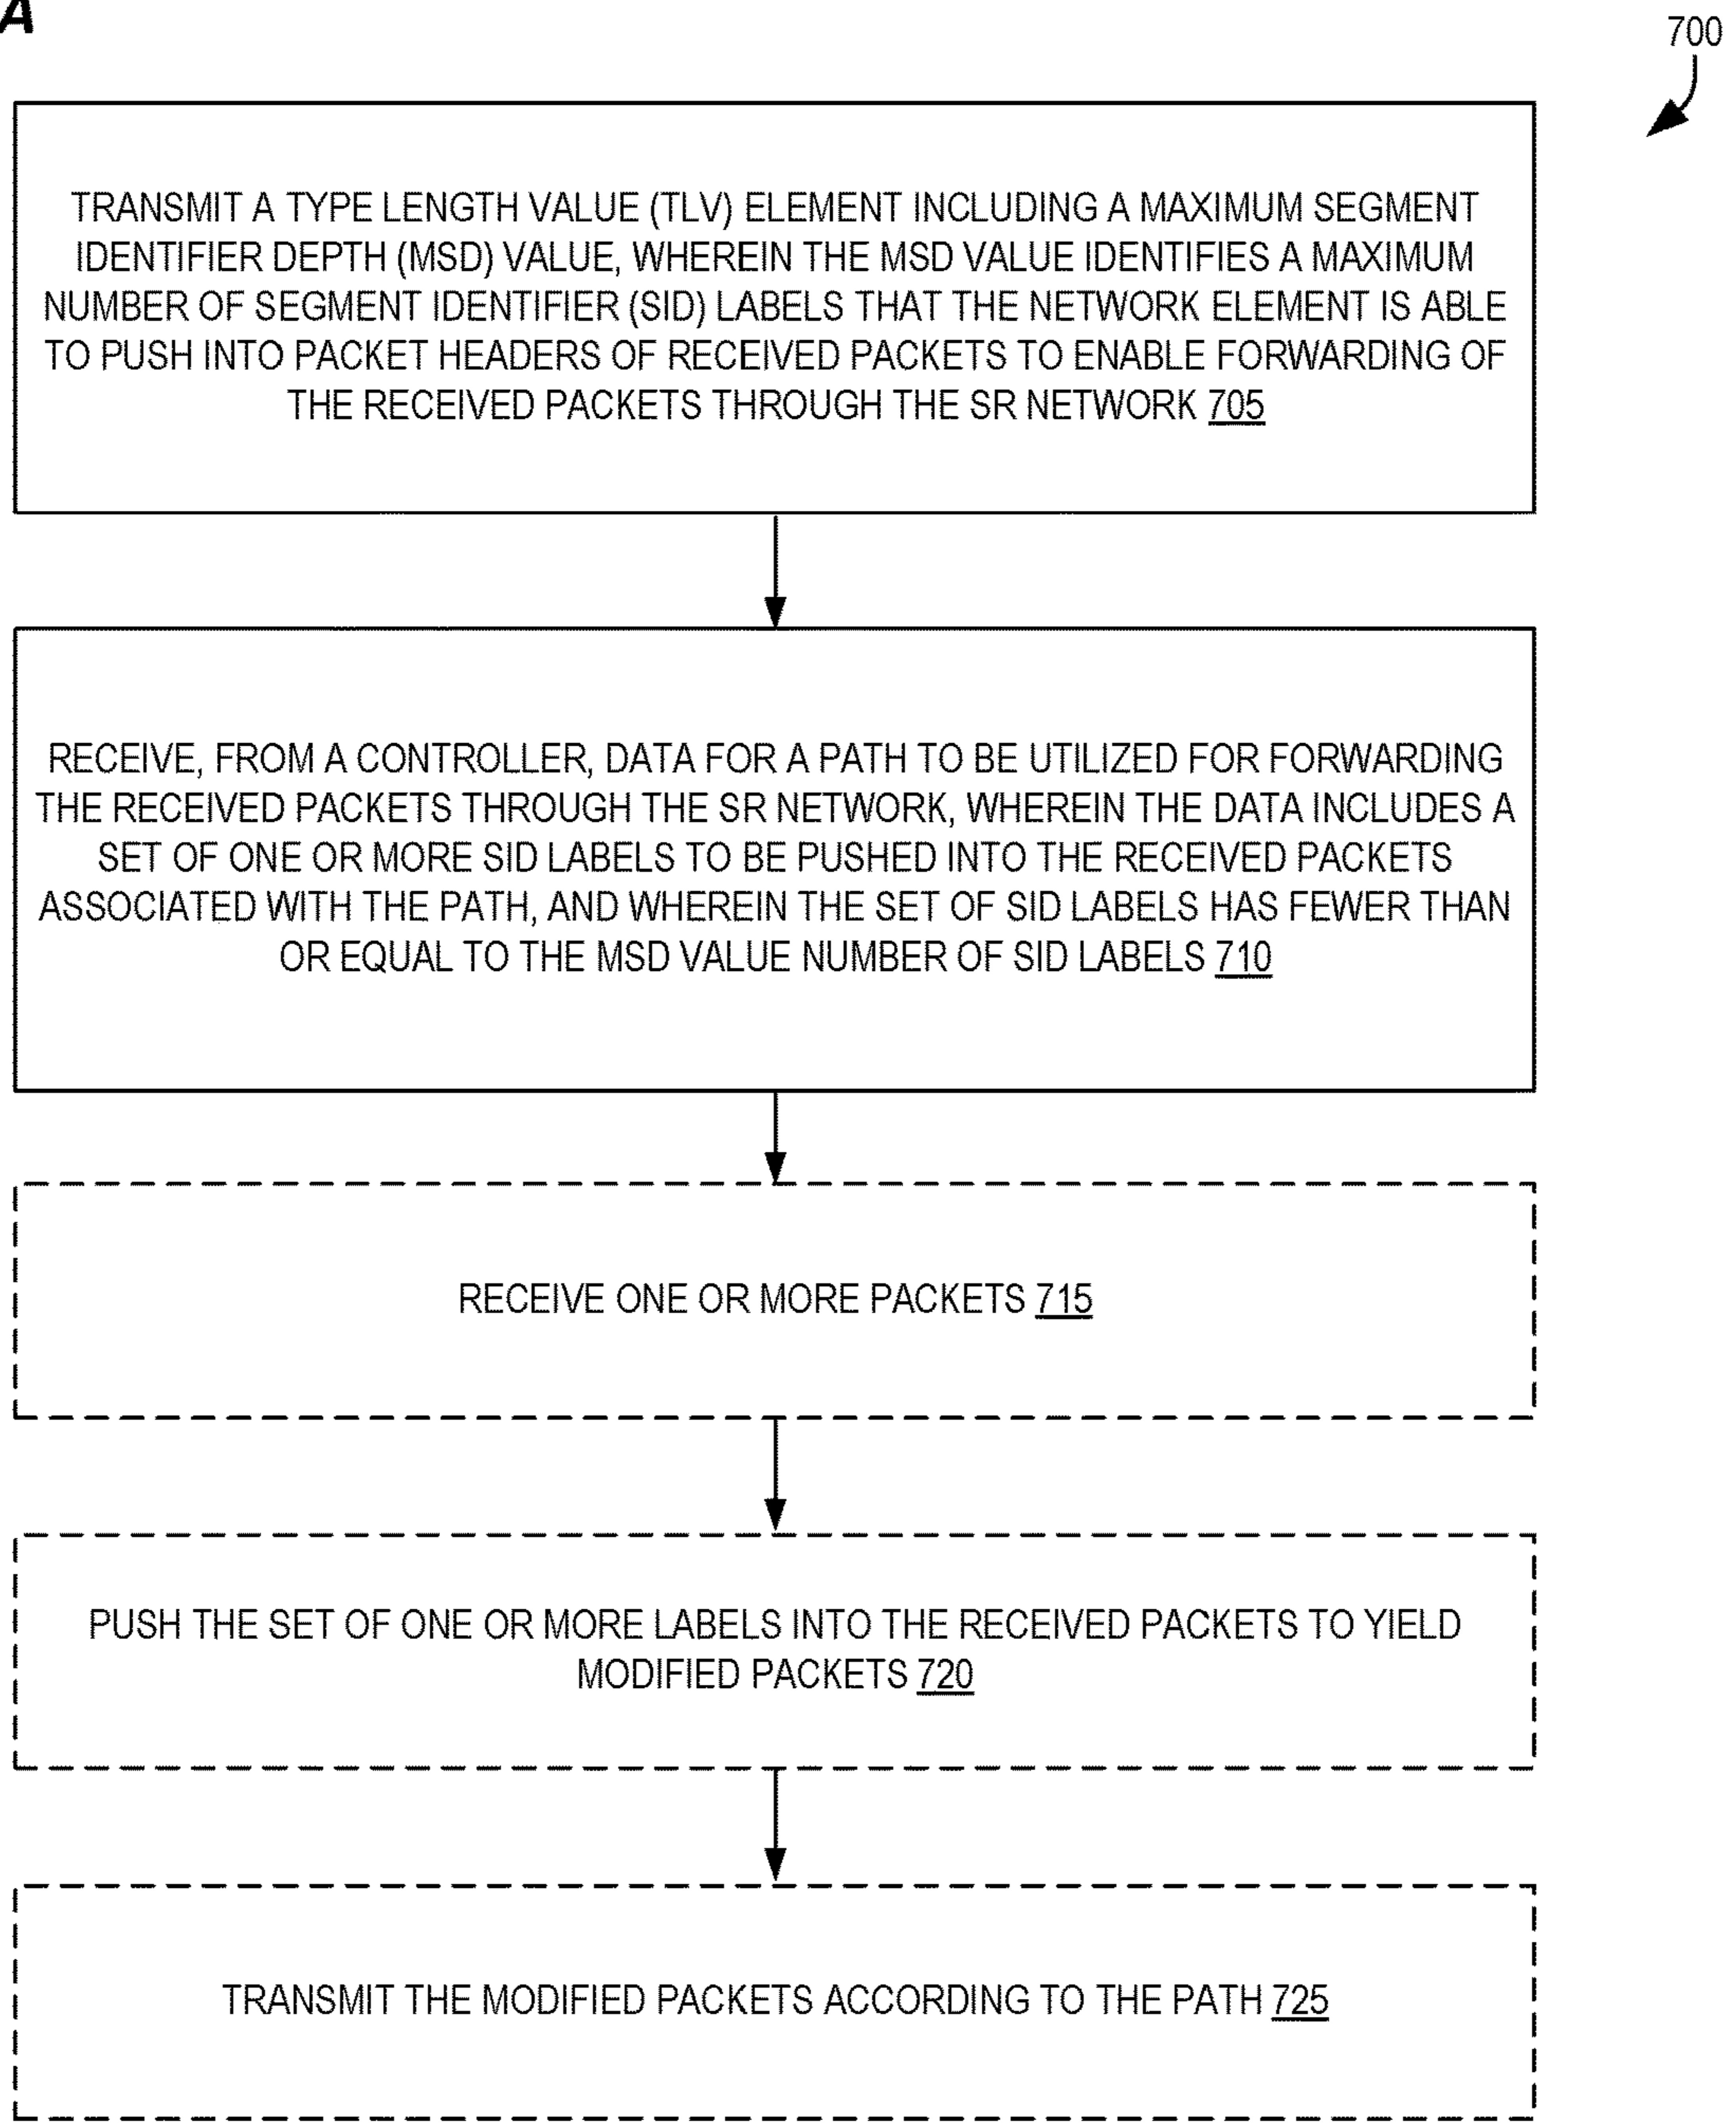 A
700
TRANSMIT A TYPE LENGTH VALUE (TLV) ELEMENT INCLUDING A MAXIMUM SEGMENT
IDENTIFIER DEPTH (MSD) VALUE, WHEREIN THE MSD VALUE IDENTIFIES A MAXIMUM
NUMBER OF SEGMENT IDENTIFIER (SID) LABELS THAT THE NETWORK ELEMENT IS ABLE
TO PUSH INTO PACKET HEADERS OF RECEIVED PACKETS TO ENABLE FORWARDING OF
THE RECEIVED PACKETS THROUGH THE SR NETWORK 705
RECEIVE, FROM A CONTROLLER, DATA FOR A PATH TO BE UTILIZED FOR FORWARDING
THE RECEIVED PACKETS THROUGH THE SR NETWORK, WHEREIN THE DATA INCLUDES A
SET OF ONE OR MORE SID LABELS TO BE PUSHED INTO THE RECEIVED PACKETS
ASSOCIATED WITH THE PATH, AND WHEREIN THE SET OF SID LABELS HAS FEWER THAN
OR EQUAL TO THE MSD VALUE NUMBER OF SID LABELS 710
RECEIVE ONE OR MORE PACKETS 715
PUSH THE SET OF ONE OR MORE LABELS INTO THE RECEIVED PACKETS TO YIELD
MODIFIED PACKETS 720
TRANSMIT THE MODIFIED PACKETS ACCORDING TO THE PATH 725